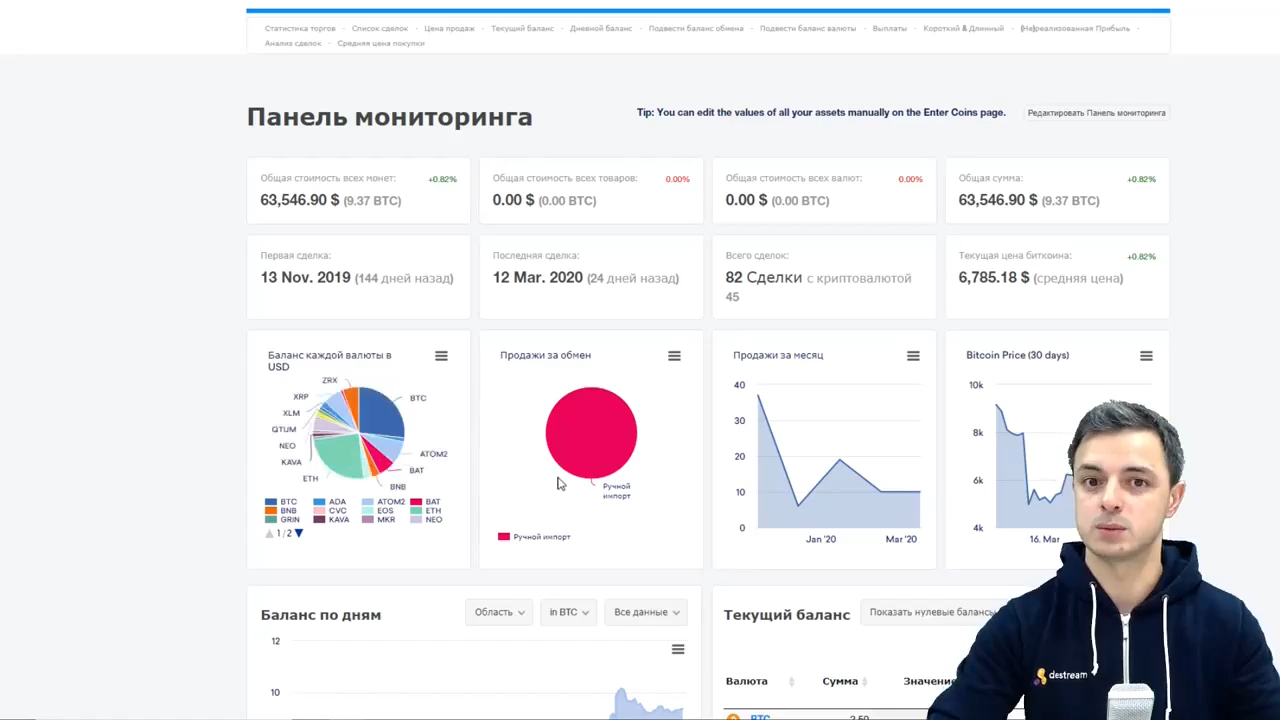 Статистика торгов · Список сделок · Цена продаж · Текущий баланс · Дневной баланс · Подвести баланс обмена · Подвести баланс валюты · Выплаты · Короткий & Длинный · (Не)реализованная Прибыль ·
Анализ сделок · Средняя цена покупки
Панель мониторинга
Tip: You can edit the values of all your assets manually on the Enter Coins page.
Редактировать Панель мониторинга
Общая стоимость всех монет: +0.82%
63,546.90 $ (9.37 BTC)
Общая стоимость всех товаров: 0.00%
0.00 $ (0.00 BTC)
Общая стоимость всех валют: 0.00%
0.00 $ (0.00 BTC)
Общая сумма: +0.82%
63,546.90 $ (9.37 BTC)
Первая сделка:
13 Nov. 2019 (144 дней назад)
Последняя сделка:
12 Mar. 2020 (24 дней назад)
Всего сделок:
82 Сделки с криптовалютой
45
Текущая цена биткоина: +0.82%
6,785.18 $ (средняя цена)
Баланс каждой валюты в
USD
ZRX
XRP
BTC
XLM
QTUM
NEO
ATOM2
KAVA
BAT
ETH
BNB
BTC ADA ATOM2 BAT
BNB CVC EOS ETH
GRIN KAVA MKR NEO
1/2
Продажи за обмен
Ручной
импорт
Ручной импорт
Продажи за месяц
40
30
20
10
0
Jan '20 Mar '20
Bitcoin Price (30 days)
10k
8k
6k
4k
16. Mar
Баланс по дням
Область in BTC Все данные
12
10
Текущий баланс
Показать нулевые балансы
Валюта Сумма Значение
BTC 2.50
destream